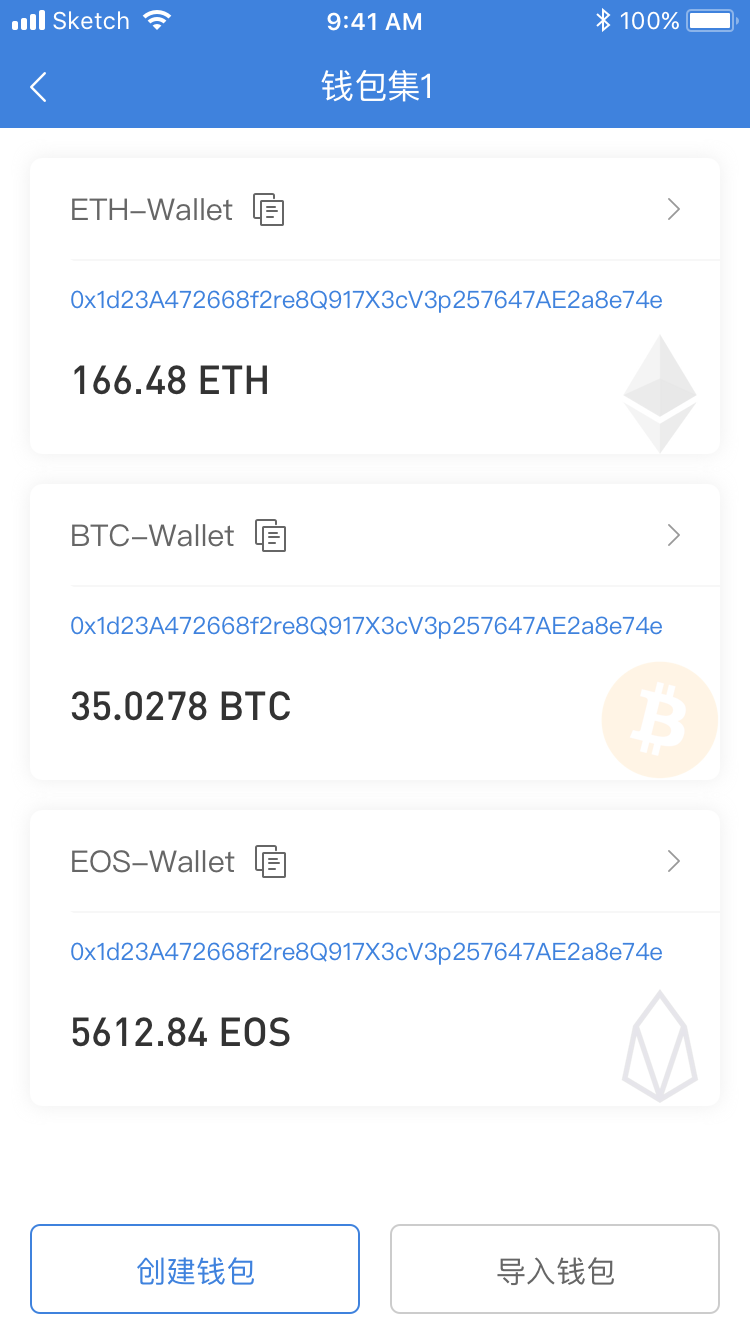 Sketch 9:41 AM 100%
钱包集1
ETH–Wallet
0x1d23A472668f2re8Q917X3cV3p257647AE2a8e74e
166.48 ETH
BTC–Wallet
0x1d23A472668f2re8Q917X3cV3p257647AE2a8e74e
35.0278 BTC
EOS–Wallet
0x1d23A472668f2re8Q917X3cV3p257647AE2a8e74e
5612.84 EOS
创建钱包 导入钱包